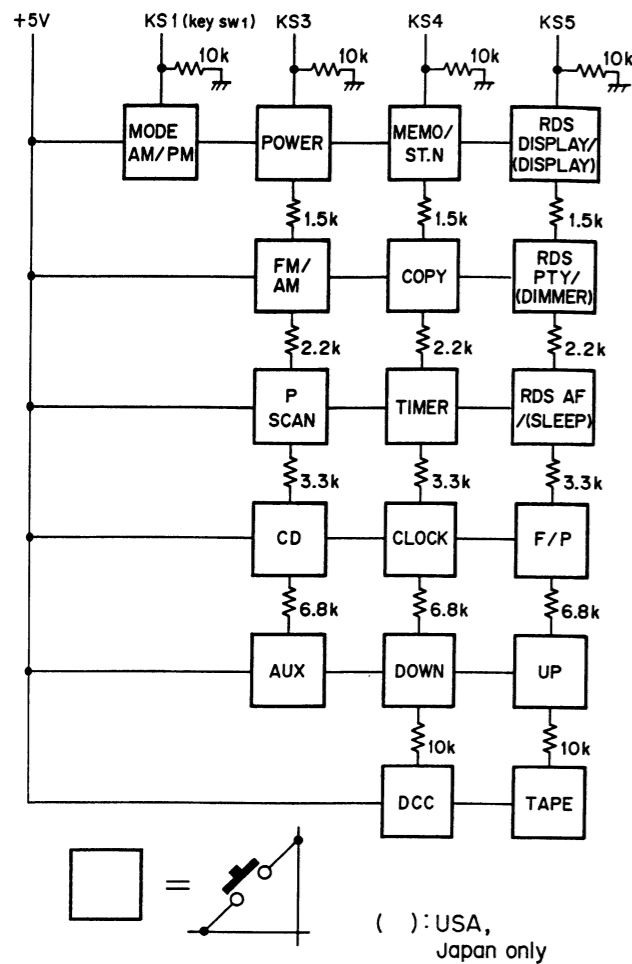 +5V KS1 (key sw1) KS3 KS4 KS5
10k 10k 10k 10k
MODE AM/PM POWER MEMO/ ST.N RDS DISPLAY/ (DISPLAY)
1.5k 1.5k 1.5k
FM/ AM COPY RDS PTY/ (DIMMER)
2.2k 2.2k 2.2k
P SCAN TIMER RDS AF /(SLEEP)
3.3k 3.3k 3.3k
CD CLOCK F/P
6.8k 6.8k 6.8k
AUX DOWN UP
10k 10k
DCC TAPE
=
( ): USA,
Japan only